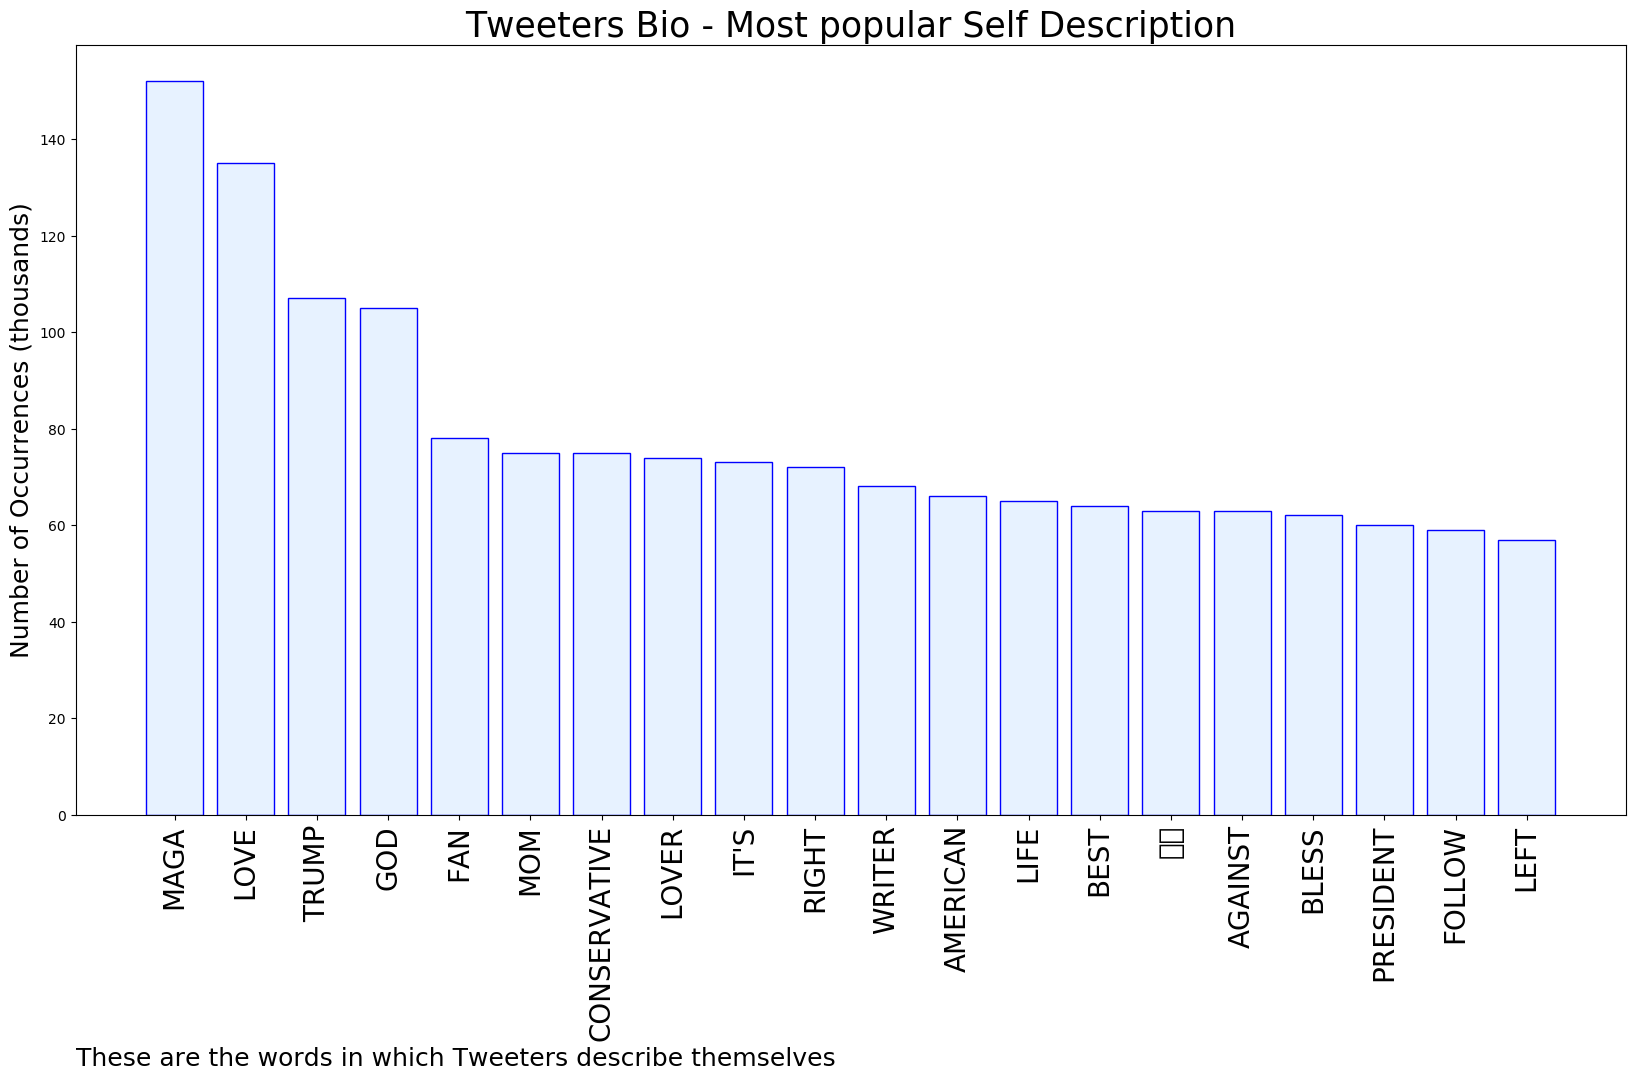 Tweeters Bio - Most popular Self Description
Number of Occurrences (thousands)
140
120
100
80
60
40
20
0
MAGA
LOVE
TRUMP
GOD
FAN
MOM
CONSERVATIVE
LOVER
IT'S
RIGHT
WRITER
AMERICAN
LIFE
BEST
AGAINST
BLESS
PRESIDENT
FOLLOW
LEFT
These are the words in which Tweeters describe themselves